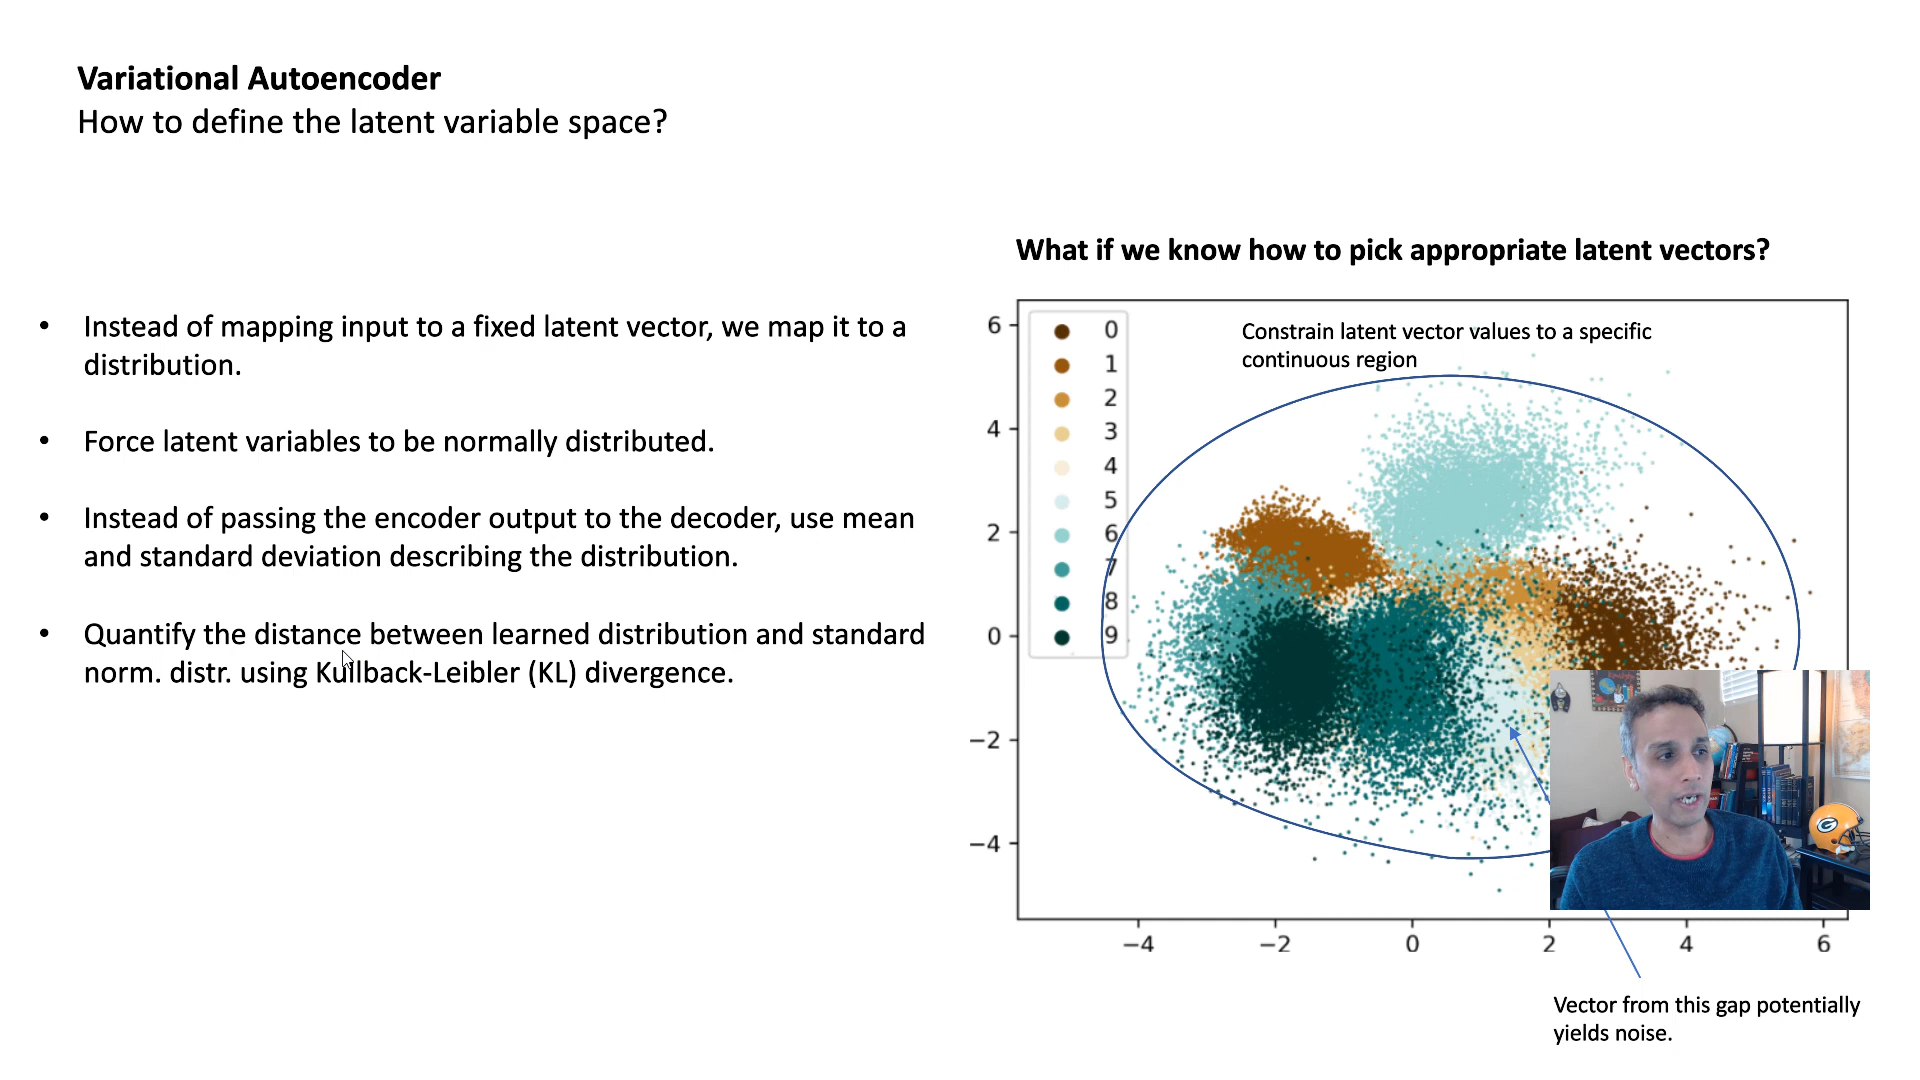 Variational Autoencoder
How to define the latent variable space?
• Instead of mapping input to a fixed latent vector, we map it to a
distribution.
• Force latent variables to be normally distributed.
• Instead of passing the encoder output to the decoder, use mean
and standard deviation describing the distribution.
• Quantify the distance between learned distribution and standard
norm. distr. using Kullback-Leibler (KL) divergence.
What if we know how to pick appropriate latent vectors?
Constrain latent vector values to a specific
continuous region
0
1
2
3
4
5
6
7
8
9
6
4
2
0
−2
−4
−4 −2 0 2 4 6
G
Vector from this gap potentially
yields noise.